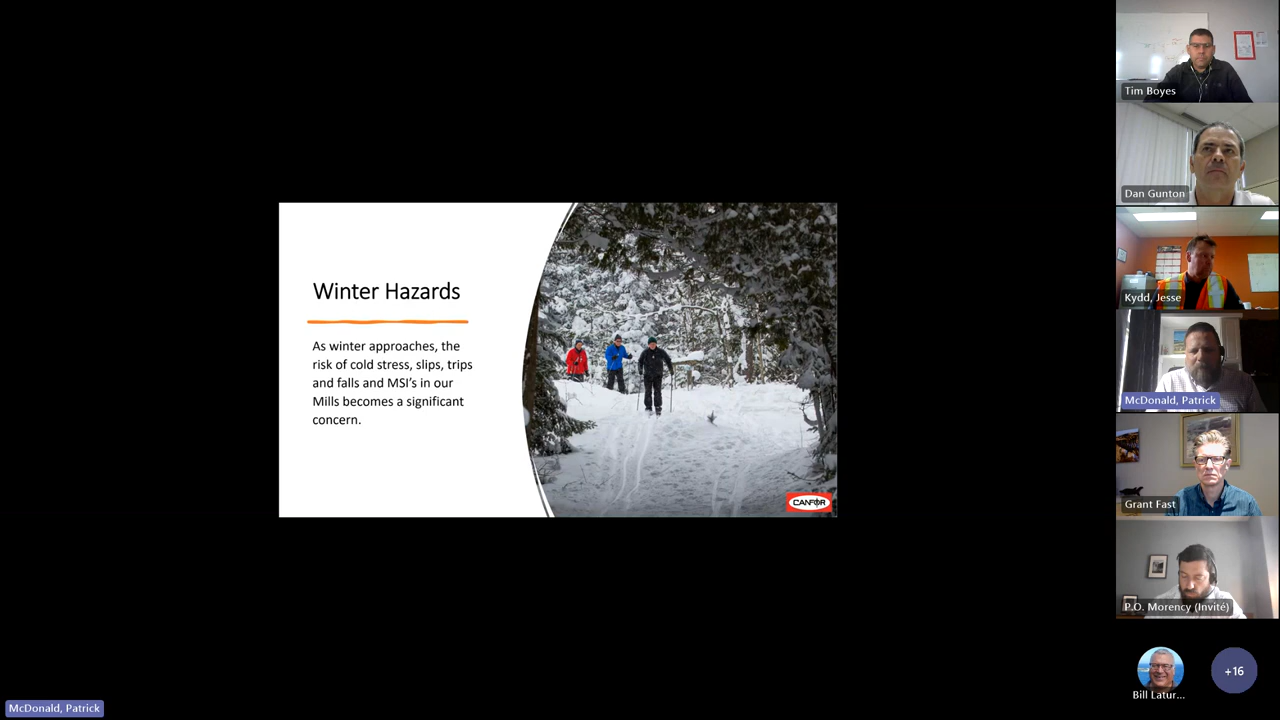 Winter Hazards
As winter approaches, the
risk of cold stress, slips, trips
and falls and MSI's in our
Mills becomes a significant
concern.
CANFOR
Tim Boyes
Dan Gunton
Kydd, Jesse
McDonald, Patrick
Grant Fast
P.O. Morency (Invité)
Bill Latur...
+16
McDonald, Patrick